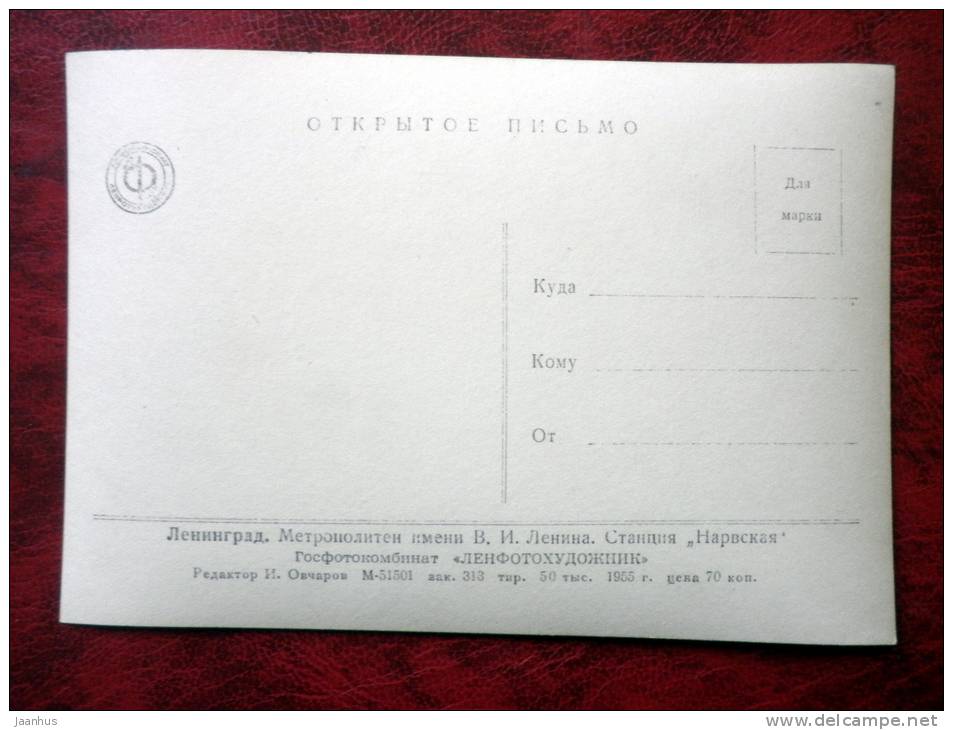 ОТКРЫТОЕ ПИСЬМО
Ф
Для
марки
Куда
Кому
От
Ленинград. Метрополитен имени В. И. Ленина. Станция „Нарвская“
Госфотокомбинат «ЛЕНФОТОХУДОЖНИК»
Редактор И. Овчаров М-51501 зак. 313 тир. 50 тыс. 1955 г. цена 70 коп.
Jaanhus
www.delcampe.net